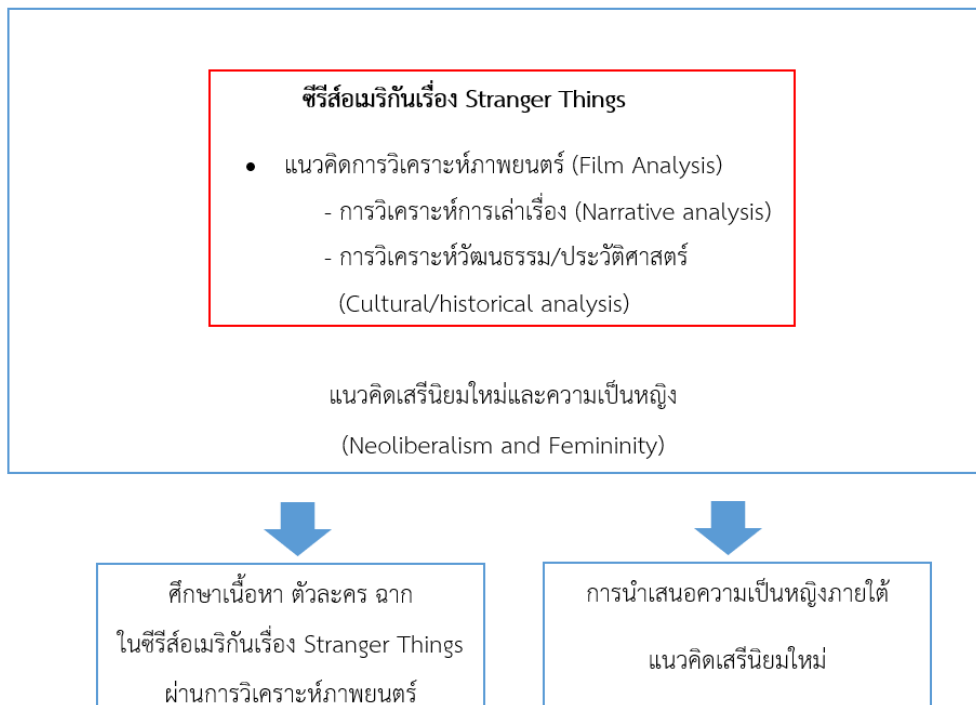 ซีรีส์อเมริกันเรื่อง Stranger Things
• แนวคิดการวิเคราะห์ภาพยนตร์ (Film Analysis)
- การวิเคราะห์การเล่าเรื่อง (Narrative analysis)
- การวิเคราะห์วัฒนธรรม/ประวัติศาสตร์
(Cultural/historical analysis)
แนวคิดเสรีนิยมใหม่และความเป็นหญิง
(Neoliberalism and Femininity)
ศึกษาเนื้อหา ตัวละคร ฉาก
ในซีรีส์อเมริกันเรื่อง Stranger Things
ผ่านการวิเคราะห์ภาพยนตร์
การนำเสนอความเป็นหญิงภายใต้
แนวคิดเสรีนิยมใหม่